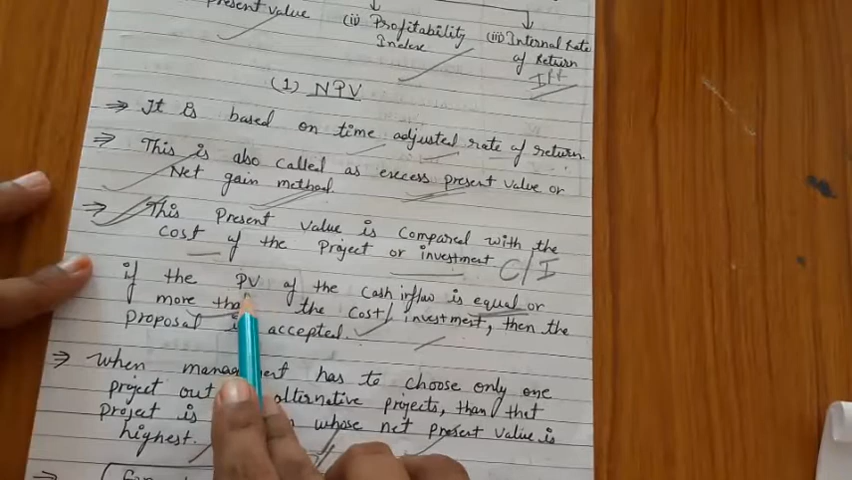 present value
(ii) Profitability
Index
(iii) Internal Rate
of Return
Irr
(1) NPV
⇒ It is based on time adjusted rate of return.
⇒ This is also called as excess present value or
Net gain method
⇒ This Present value is compared with the
cost of the Project or investment C/I
if the PV of the cash inflow is equal or
more the cost/investment, then the
proposal is accepted.
⇒ When management has to choose only one
project out alternative projects, than that
project is whose net present value is
highest.